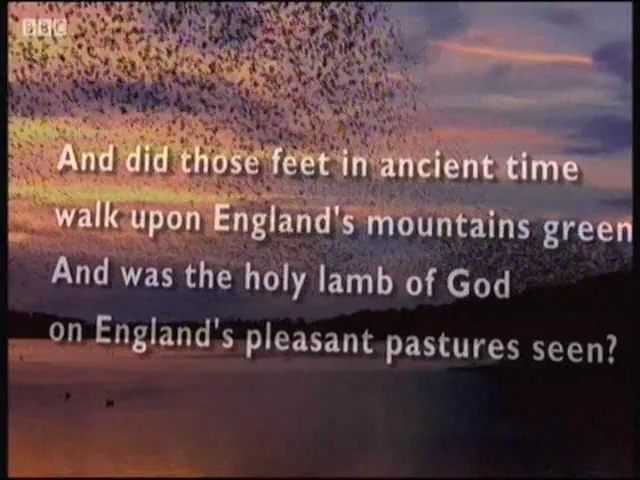 BBC
And did those feet in ancient time
walk upon England's mountains green
And was the holy lamb of God
on England's pleasant pastures seen?